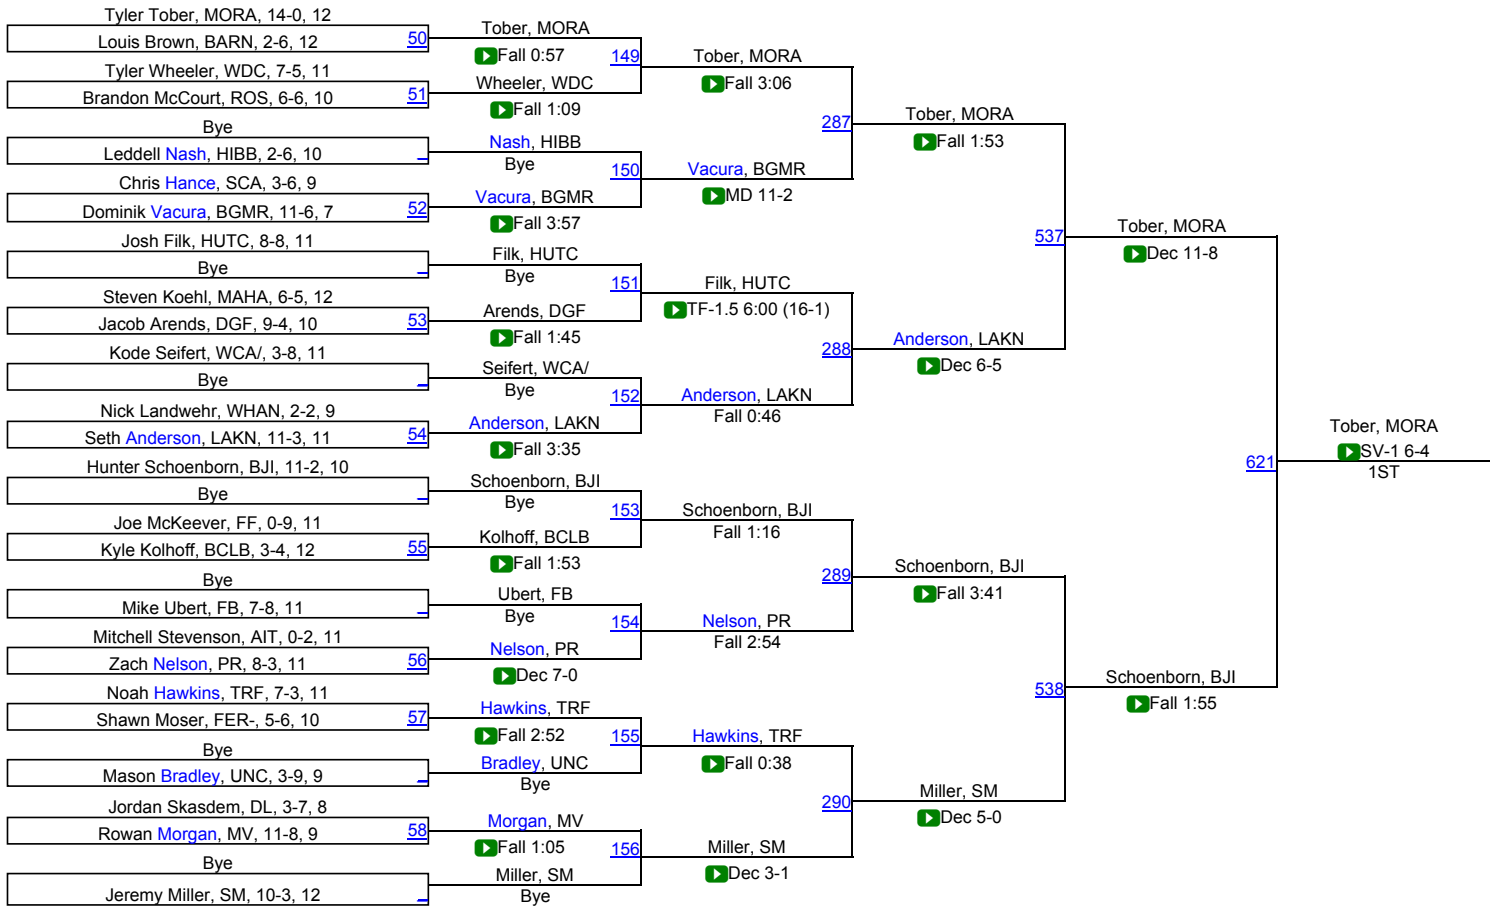 Tyler Tober, MORA, 14-0, 12
Louis Brown, BARN, 2-6, 12
50
Tyler Wheeler, WDC, 7-5, 11
Brandon McCourt, ROS, 6-6, 10
51
Bye
Leddell Nash, HIBB, 2-6, 10
Chris Hance, SCA, 3-6, 9
Dominik Vacura, BGMR, 11-6, 7
52
Josh Filk, HUTC, 8-8, 11
Bye
Steven Koehl, MAHA, 6-5, 12
Jacob Arends, DGF, 9-4, 10
53
Kode Seifert, WCA/, 3-8, 11
Bye
Nick Landwehr, WHAN, 2-2, 9
Seth Anderson, LAKN, 11-3, 11
54
Hunter Schoenborn, BJI, 11-2, 10
Bye
Joe McKeever, FF, 0-9, 11
Kyle Kolhoff, BCLB, 3-4, 12
55
Bye
Mike Ubert, FB, 7-8, 11
Mitchell Stevenson, AIT, 0-2, 11
Zach Nelson, PR, 8-3, 11
56
Noah Hawkins, TRF, 7-3, 11
Shawn Moser, FER-, 5-6, 10
57
Bye
Mason Bradley, UNC, 3-9, 9
Jordan Skasdem, DL, 3-7, 8
Rowan Morgan, MV, 11-8, 9
58
Bye
Jeremy Miller, SM, 10-3, 12
Tober, MORA
Fall 0:57
149
Wheeler, WDC
Fall 1:09
Nash, HIBB
Bye
150
Vacura, BGMR
Fall 3:57
Filk, HUTC
Bye
151
Arends, DGF
Fall 1:45
Seifert, WCA/
Bye
152
Anderson, LAKN
Fall 3:35
Schoenborn, BJI
Bye
153
Kolhoff, BCLB
Fall 1:53
Ubert, FB
Bye
154
Nelson, PR
Dec 7-0
Hawkins, TRF
Fall 2:52
155
Bradley, UNC
Bye
Morgan, MV
Fall 1:05
156
Miller, SM
Bye
Tober, MORA
Fall 3:06
287
Vacura, BGMR
MD 11-2
Filk, HUTC
TF-1.5 6:00 (16-1)
288
Anderson, LAKN
Fall 0:46
Schoenborn, BJI
Fall 1:16
289
Nelson, PR
Fall 2:54
Hawkins, TRF
Fall 0:38
290
Miller, SM
Dec 3-1
Tober, MORA
Fall 1:53
537
Anderson, LAKN
Dec 6-5
Schoenborn, BJI
Fall 3:41
538
Miller, SM
Dec 5-0
Tober, MORA
Dec 11-8
621
Schoenborn, BJI
Fall 1:55
Tober, MORA
SV-1 6-4
1ST